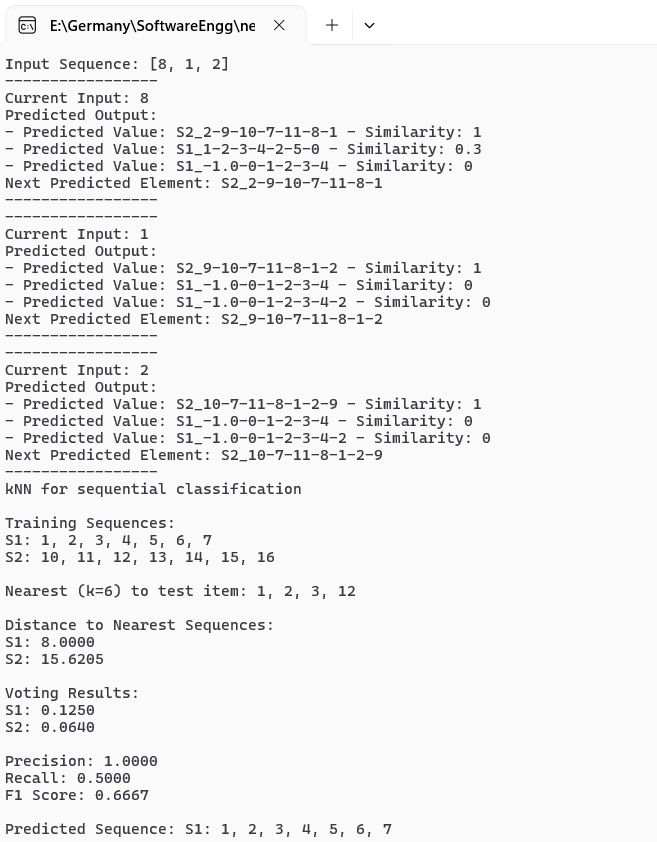 E:\Germany\SoftwareEngg\ne
Input Sequence: [8, 1, 2]
-----------------
Current Input: 8
Predicted Output:
- Predicted Value: S2_2-9-10-7-11-8-1 - Similarity: 1
- Predicted Value: S1_1-2-3-4-2-5-0 - Similarity: 0.3
- Predicted Value: S1_-1.0-0-1-2-3-4 - Similarity: 0
Next Predicted Element: S2_2-9-10-7-11-8-1
-----------------
-----------------
Current Input: 1
Predicted Output:
- Predicted Value: S2_9-10-7-11-8-1-2 - Similarity: 1
- Predicted Value: S1_-1.0-0-1-2-3-4 - Similarity: 0
- Predicted Value: S1_-1.0-0-1-2-3-4-2 - Similarity: 0
Next Predicted Element: S2_9-10-7-11-8-1-2
-----------------
-----------------
Current Input: 2
Predicted Output:
- Predicted Value: S2_10-7-11-8-1-2-9 - Similarity: 1
- Predicted Value: S1_-1.0-0-1-2-3-4 - Similarity: 0
- Predicted Value: S1_-1.0-0-1-2-3-4-2 - Similarity: 0
Next Predicted Element: S2_10-7-11-8-1-2-9
-----------------
kNN for sequential classification
Training Sequences:
S1: 1, 2, 3, 4, 5, 6, 7
S2: 10, 11, 12, 13, 14, 15, 16
Nearest (k=6) to test item: 1, 2, 3, 12
Distance to Nearest Sequences:
S1: 8.0000
S2: 15.6205
Voting Results:
S1: 0.1250
S2: 0.0640
Precision: 1.0000
Recall: 0.5000
F1 Score: 0.6667
Predicted Sequence: S1: 1, 2, 3, 4, 5, 6, 7